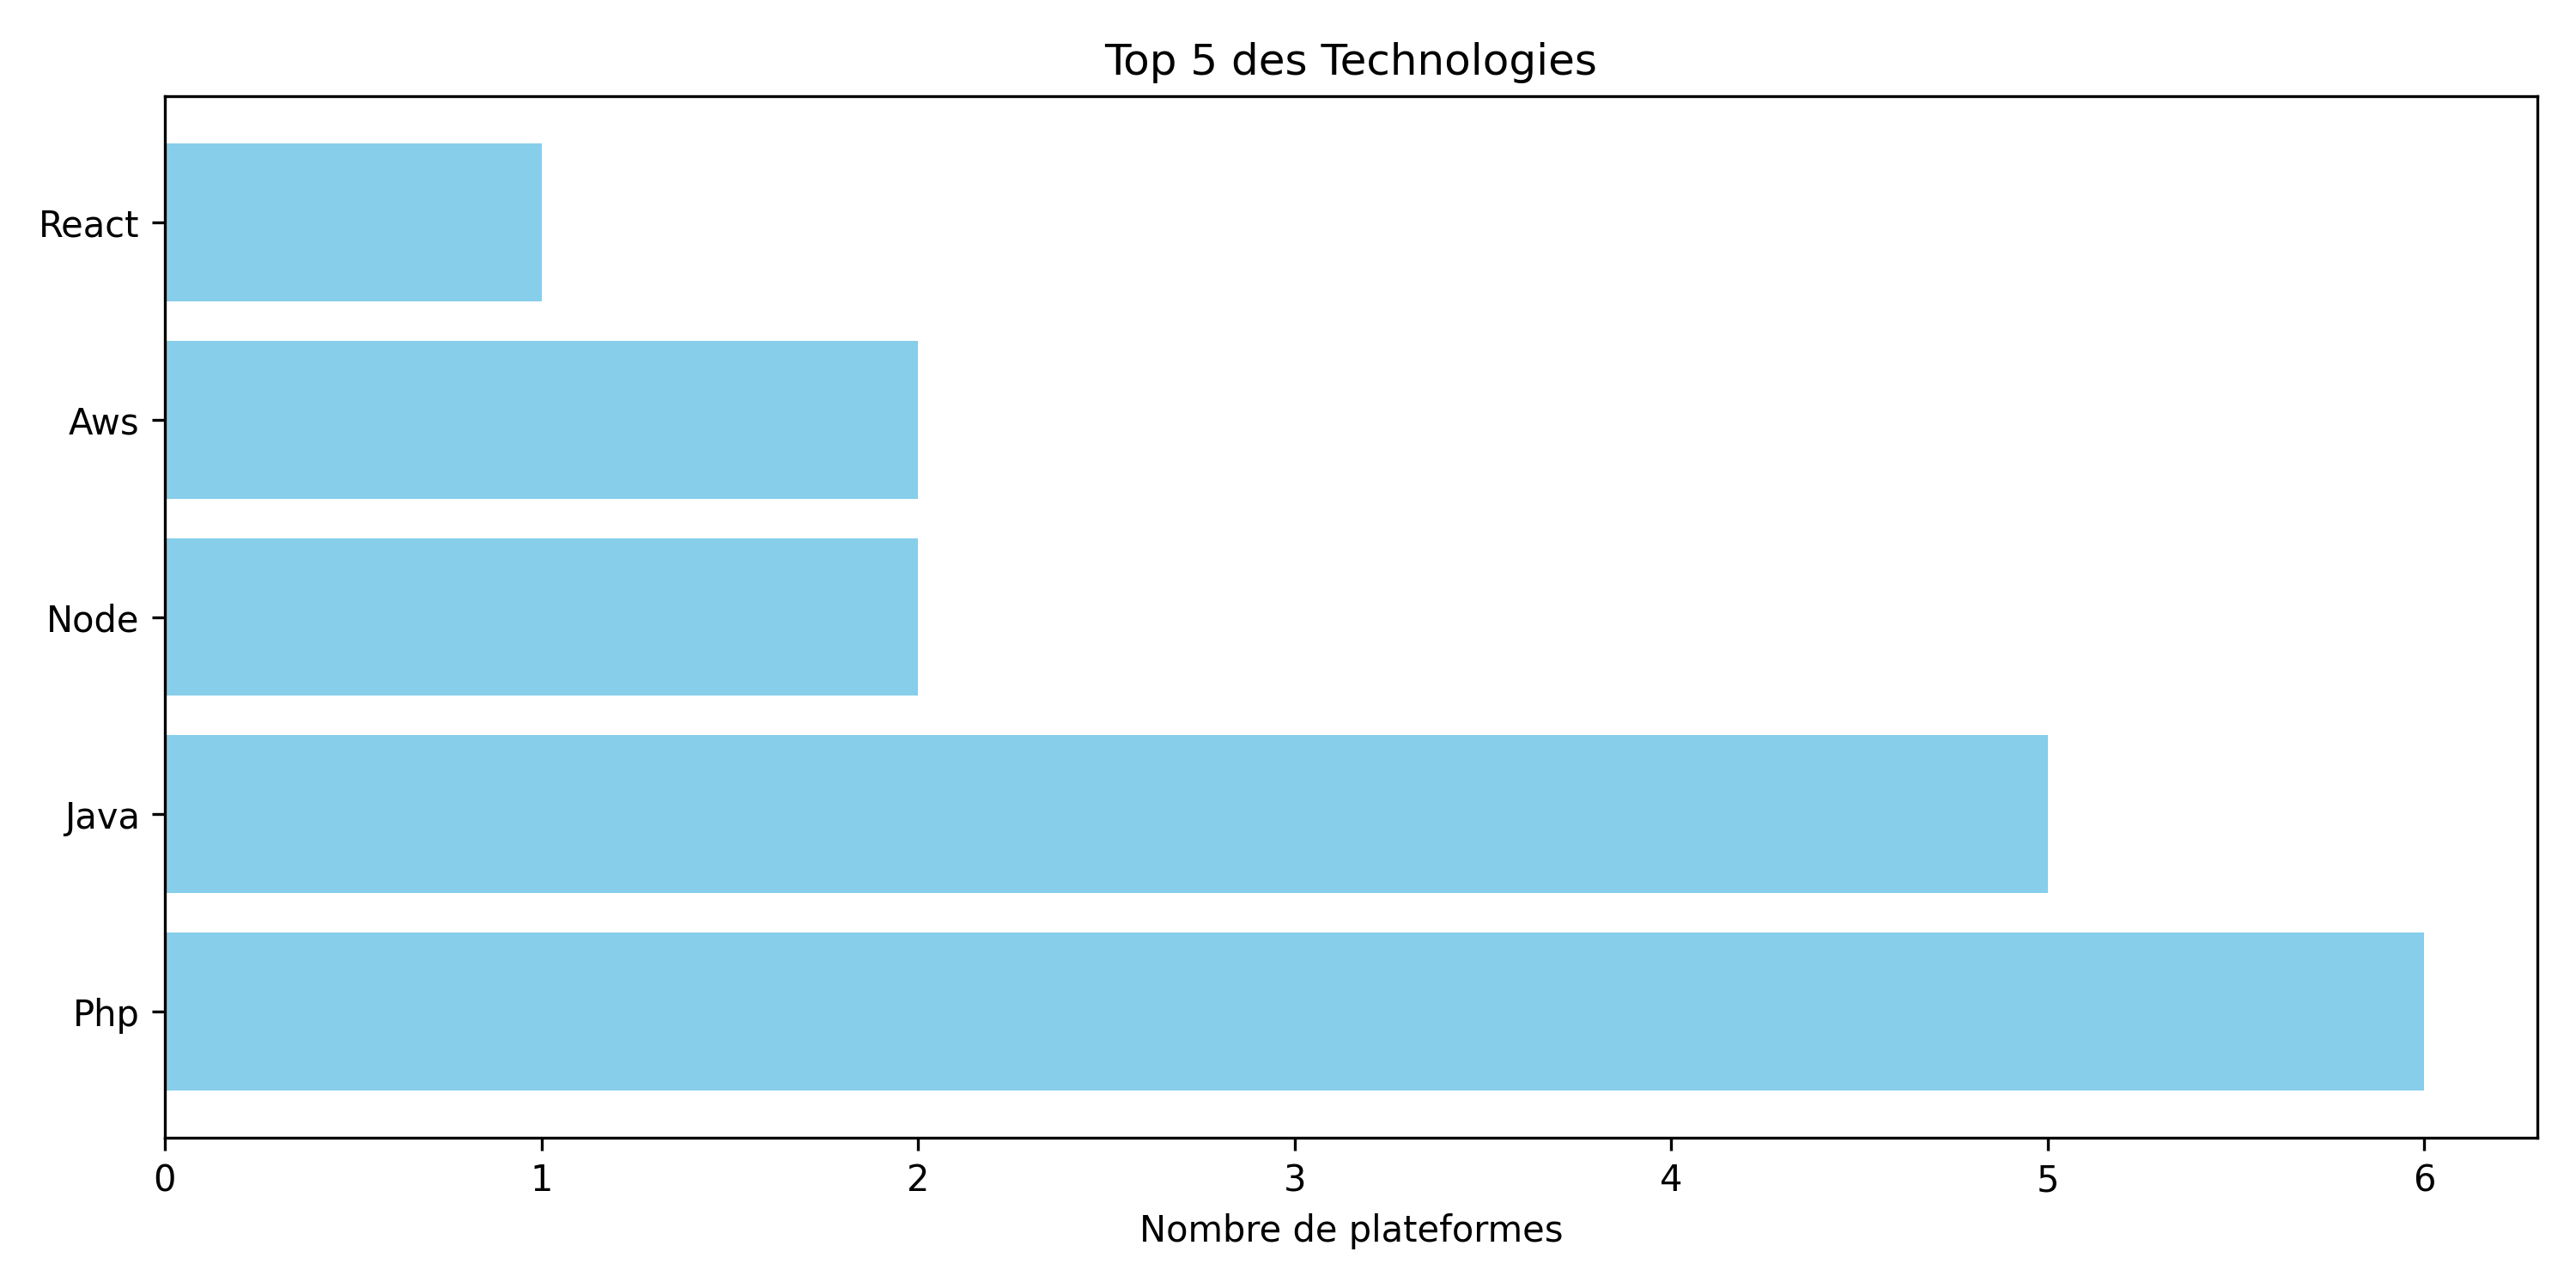 Top 5 des Technologies
React
Aws
Node
Java
Php
0 1 2 3 4 5 6
Nombre de plateformes